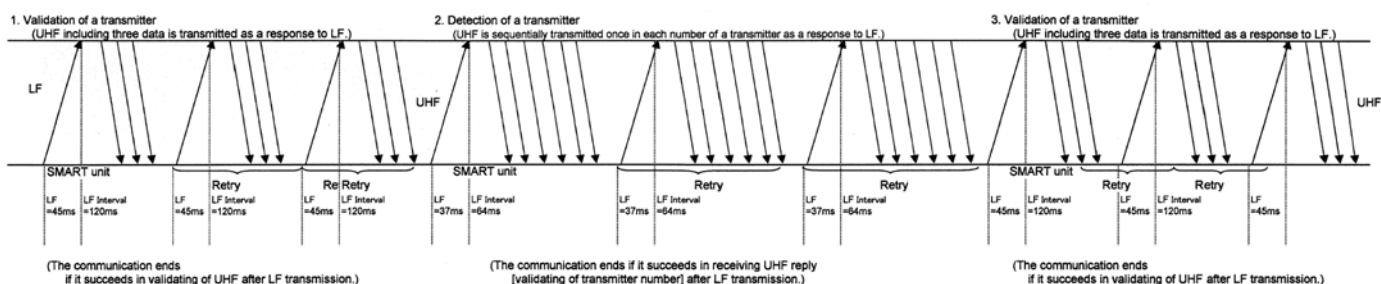 1. Validation of a transmitter
(UHF including three data is transmitted as a response to LF.)
2. Detection of a transmitter
(UHF is sequentially transmitted once in each number of a transmitter as a response to LF.)
3. Validation of a transmitter
(UHF including three data is transmitted as a response to LF.)
LF
UHF
UHF
SMART unit
SMART unit
SMART unit
Retry
Re Retry
Retry
Retry
Retry
Retry
LF
=45ms
LF Interval
=120ms
LF
=45ms
LF Interval
=120ms
LF
=45ms
LF Interval
=120ms
LF
=37ms
LF Interval
=64ms
LF
=37ms
LF Interval
=64ms
LF
=37ms
LF Interval
=64ms
LF
=45ms
LF Interval
=120ms
LF
=45ms
LF Interval
=120ms
LF
=45ms
(The communication ends
if it succeeds in validating of UHF after LF transmission.)
(The communication ends if it succeeds in receiving UHF reply
[validating of transmitter number] after LF transmission.)
(The communication ends
if it succeeds in validating of UHF after LF transmission.)